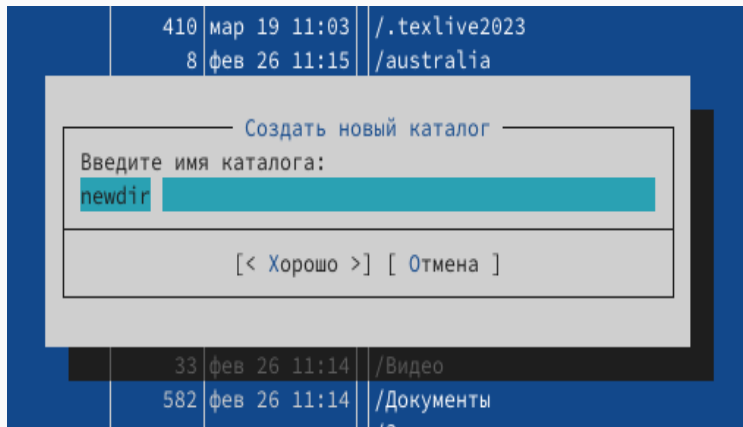 410 мар 19 11:03 /.texlive2023
8 фев 26 11:15 /australia
Создать новый каталог
Введите имя каталога:
newdir
[< Хорошо >] [ Отмена ]
33 фев 26 11:14 /Видео
582 фев 26 11:14 /Документы